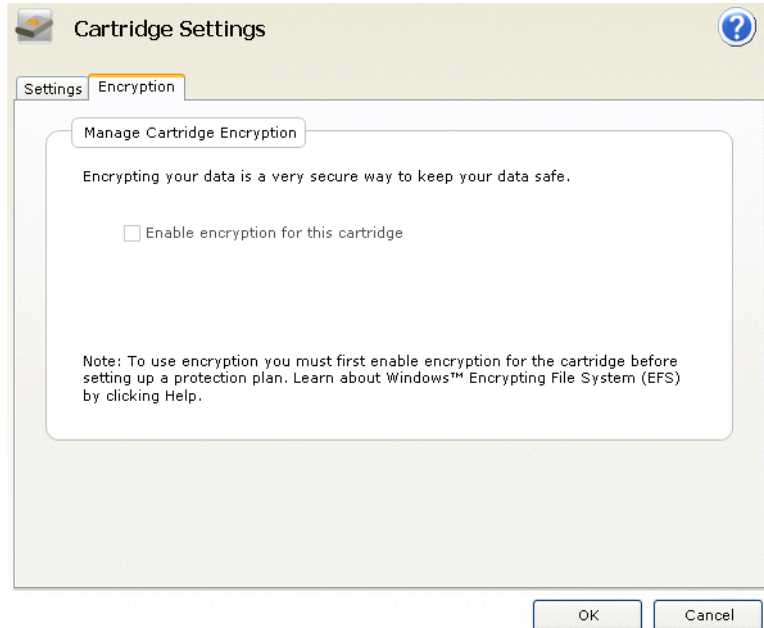 Cartridge Settings
?
Settings
Encryption
Manage Cartridge Encryption
Encrypting your data is a very secure way to keep your data safe.
Enable encryption for this cartridge
Note: To use encryption you must first enable encryption for the cartridge before
setting up a protection plan. Learn about Windows™ Encrypting File System (EFS)
by clicking Help.
OK
Cancel